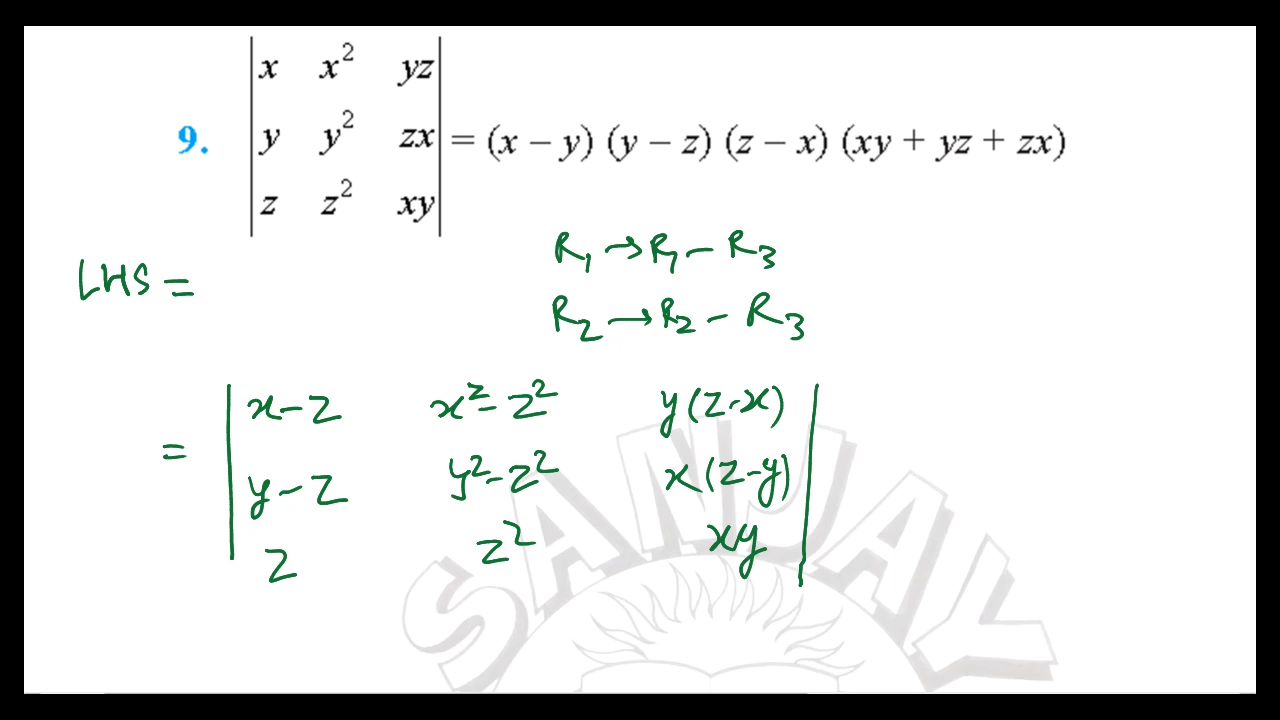 x x² yz
9. y y² zx = (x – y) (y – z) (z – x) (xy + yz + zx)
z z² xy
R₁ → R₁ – R₃
LHS =
R₂ → R₂ – R₃
x–z x²–z² y(z-x)
= y–z y²–z² x(z-y)
z z² xy
SANJAY